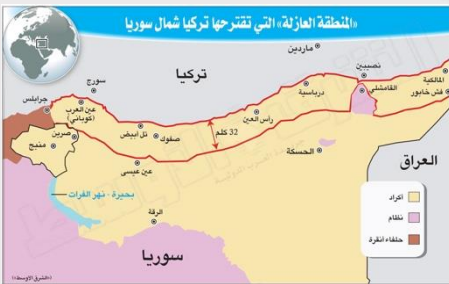 «المنطقة العازلة» التي تقترحها تركيا شمال سوريا
ماردين
تركيا
نصيبين
سورج
المالكية
القامشلي
فش خابور
درباسية
جرابلس
عين العرب
(كوباني)
رأس العين
تل أبيض
صفوك
32 كلم
صرين
منبج
الحسكة
العراق
عين عيسى
بحيرة - نهر الفرات
الرقة
سوريا
أكراد
نظام
حلفاء أنقرة
«الشرق الأوسط»